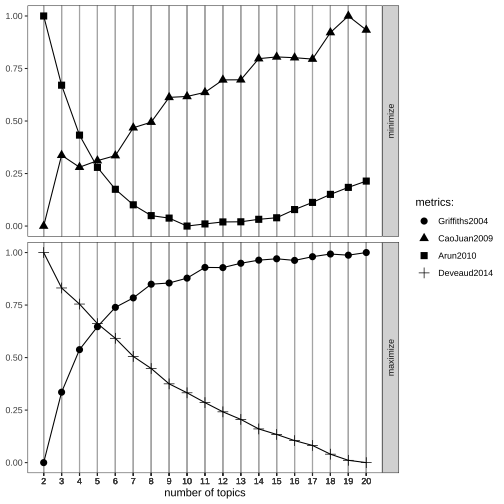 1.00
0.75
0.50
0.25
0.00
minimize
1.00
0.75
0.50
0.25
0.00
maximize
2 3 4 5 6 7 8 9 10 11 12 13 14 15 16 17 18 19 20
number of topics
metrics:
Griffiths2004
CaoJuan2009
Arun2010
Deveaud2014